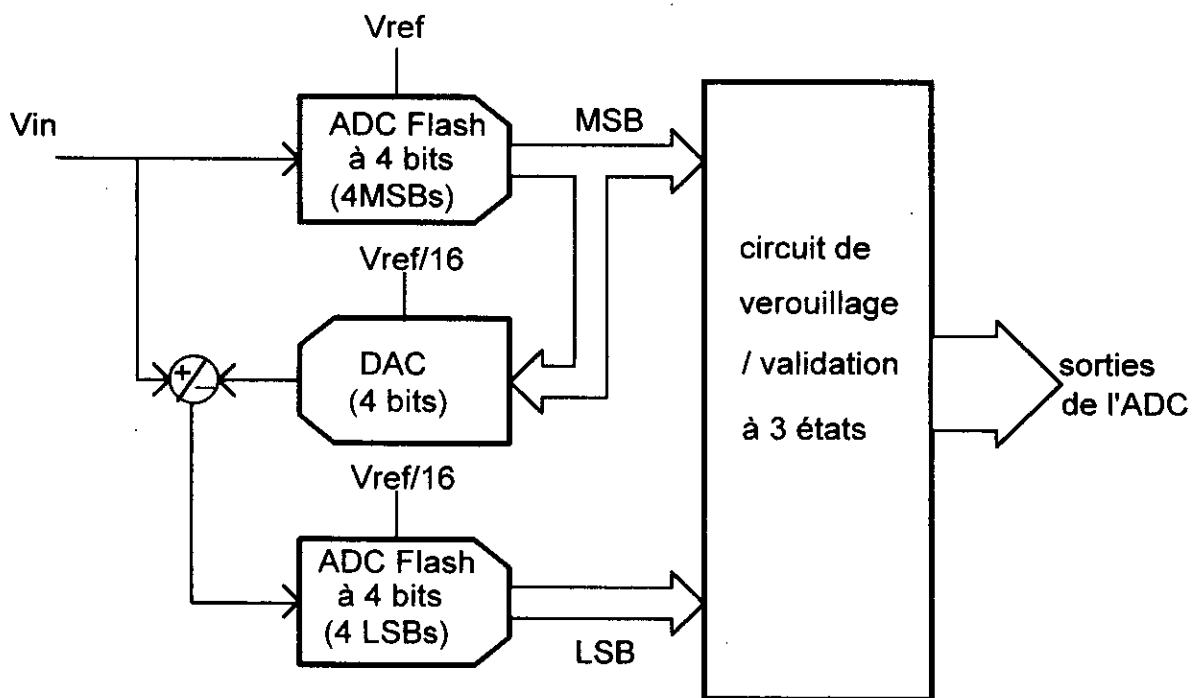 Vref
Vin
ADC Flash
à 4 bits
(4MSBs)
MSB
Vref/16
DAC
(4 bits)
+/−
Vref/16
ADC Flash
à 4 bits
(4 LSBs)
LSB
circuit de
verouillage
/ validation
à 3 états
sorties
de l'ADC